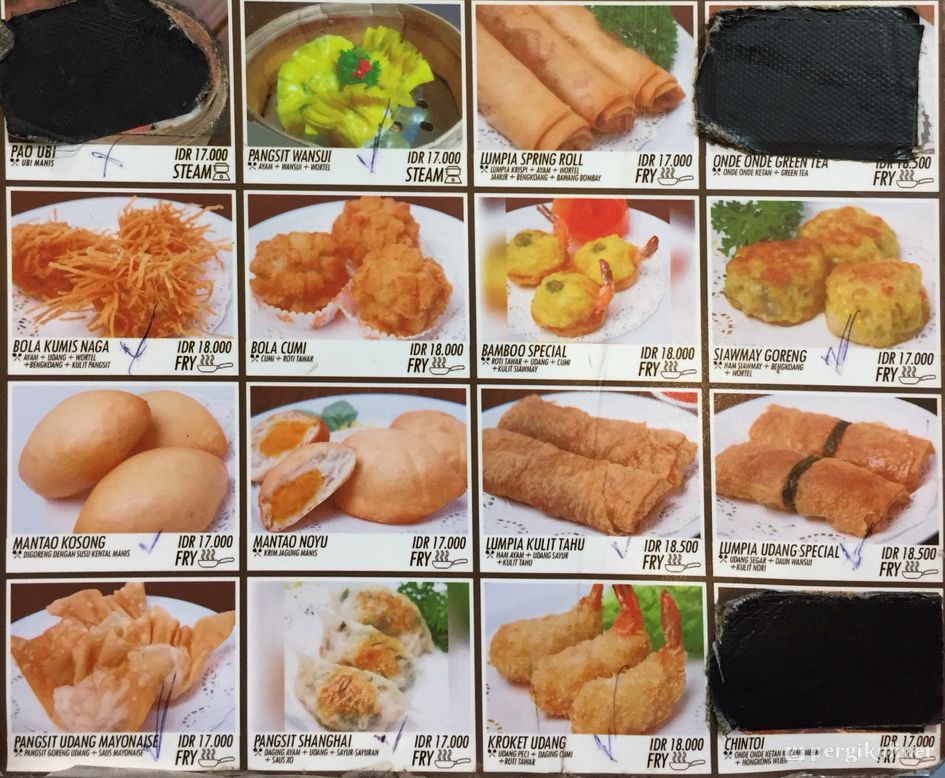 PAO UBI IDR 17.000
UBI MANIS STEAM
PANGSIT WANSUI IDR 17.000
AYAM + WANSUI + WORTEL STEAM
LUMPIA SPRING ROLL IDR 17.000
LUMPIA KRISPI + AYAM + WORTEL
JAMUR + BENGKOANG + BAWANG BOMBAY FRY
ONDE ONDE GREEN TEA .500
ONDE ONDE KETAN + GREEN TEA FRY
BOLA KUMIS NAGA IDR 18.000
AYAM + UDANG + WORTEL
+BENGKOANG + KULIT PANGSIT FRY
BOLA CUMI IDR 18.000
CUMI + ROTI TAWAR FRY
BAMBOO SPECIAL IDR 18.000
ROTI TAWAR + UDANG + CUMI
+ KULIT SIAWMAY FRY
SIAWMAY GORENG IDR 17.000
HAM SIAWMAY + BENGKOANG
+ WORTEL FRY
MANTAO KOSONG IDR 17.000
DIGORENG DENGAN SUSU KENTAL MANIS FRY
MANTAO NOYU IDR 17.000
KRIM JAGUNG MANIS FRY
LUMPIA KULIT TAHU IDR 18.500
HAM AYAM + UDANG SAYUR
+KULIT TAHU FRY
LUMPIA UDANG SPECIAL IDR 18.500
UDANG SEGAR + DAUN WANSUI
+KULIT NORI FRY
PANGSIT UDANG MAYONAISE IDR 17.000
PANGSIT GORENG UDANG + SAUS MAYONAISE FRY
PANGSIT SHANGHAI IDR 17.000
DAGING AYAM + UDANG + SAYUR-SAYURAN
+ SAUS XO FRY
KROKET UDANG IDR 18.000
UDANG PECI + DAGING CUMI
+ ROTI TAWAR FRY
CHINTOI IDR 17.000
ONDE ONDE KETAN
+ HONGKONG WIJEN FRY